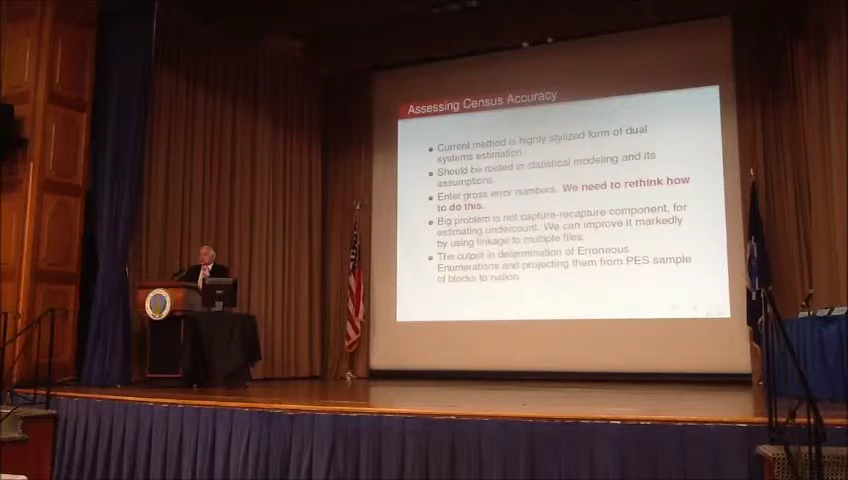 Assessing Census Accuracy
Current method is highly stylized form of dual
systems estimation.
Should be rooted in statistical modeling and its
assumptions.
Enter gross error numbers. We need to rethink how
to do this.
Big problem is not capture-recapture component, for
estimating undercount. We can improve it markedly
by using linkage to multiple files.
The culprit in determination of Erroneous
Enumerations and projecting them from PES sample
of blocks to nation.